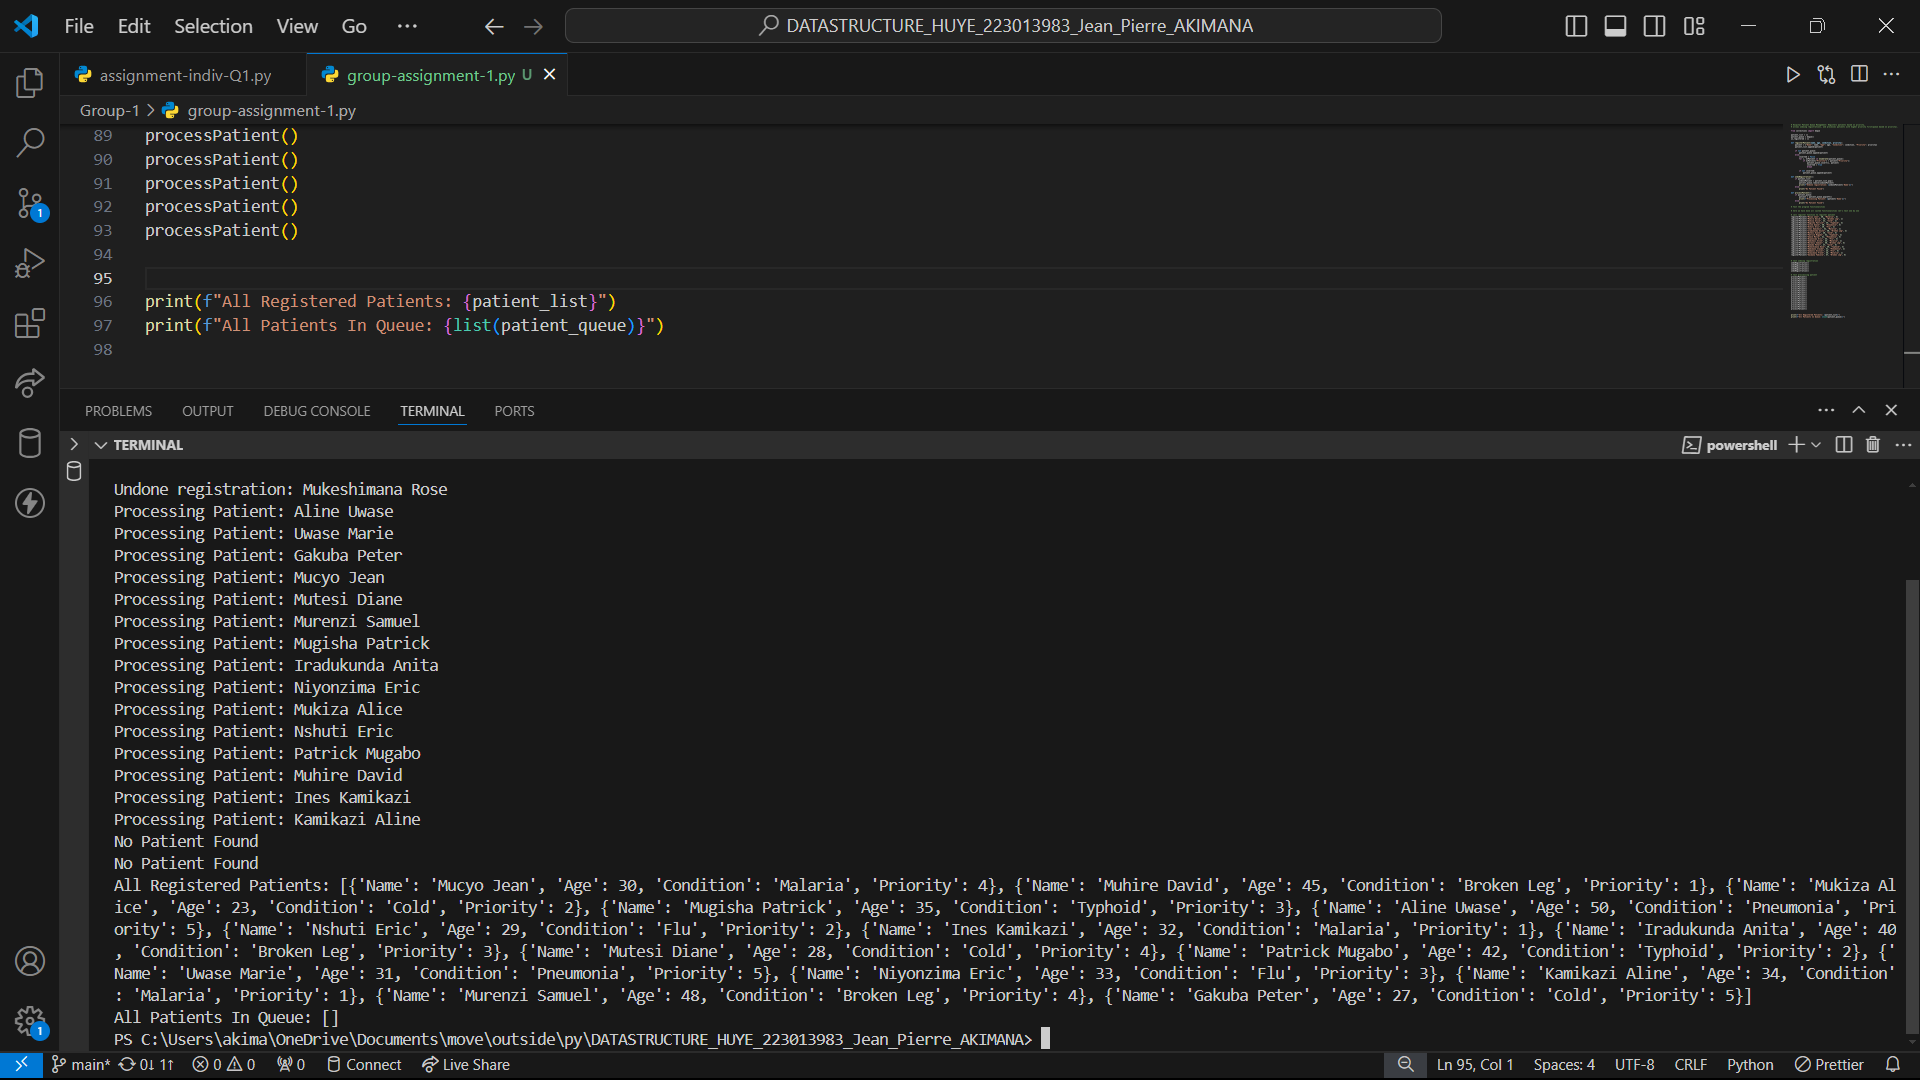 File Edit Selection View Go ··· DATASTRUCTURE_HUYE_223013983_Jean_Pierre_AKIMANA
assignment-indiv-Q1.py group-assignment-1.py U
Group-1 > group-assignment-1.py
89 processPatient()
90 processPatient()
91 processPatient()
92 processPatient()
93 processPatient()
94
95
96 print(f"All Registered Patients: {patient_list}")
97 print(f"All Patients In Queue: {list(patient_queue)}")
98
PROBLEMS OUTPUT DEBUG CONSOLE TERMINAL PORTS
TERMINAL powershell
Undone registration: Mukeshimana Rose
Processing Patient: Aline Uwase
Processing Patient: Uwase Marie
Processing Patient: Gakuba Peter
Processing Patient: Mucyo Jean
Processing Patient: Mutesi Diane
Processing Patient: Murenzi Samuel
Processing Patient: Mugisha Patrick
Processing Patient: Iradukunda Anita
Processing Patient: Niyonzima Eric
Processing Patient: Mukiza Alice
Processing Patient: Nshuti Eric
Processing Patient: Patrick Mugabo
Processing Patient: Muhire David
Processing Patient: Ines Kamikazi
Processing Patient: Kamikazi Aline
No Patient Found
No Patient Found
All Registered Patients: [{'Name': 'Mucyo Jean', 'Age': 30, 'Condition': 'Malaria', 'Priority': 4}, {'Name': 'Muhire David', 'Age': 45, 'Condition': 'Broken Leg', 'Priority': 1}, {'Name': 'Mukiza Al
ice', 'Age': 23, 'Condition': 'Cold', 'Priority': 2}, {'Name': 'Mugisha Patrick', 'Age': 35, 'Condition': 'Typhoid', 'Priority': 3}, {'Name': 'Aline Uwase', 'Age': 50, 'Condition': 'Pneumonia', 'Pri
ority': 5}, {'Name': 'Nshuti Eric', 'Age': 29, 'Condition': 'Flu', 'Priority': 2}, {'Name': 'Ines Kamikazi', 'Age': 32, 'Condition': 'Malaria', 'Priority': 1}, {'Name': 'Iradukunda Anita', 'Age': 40
, 'Condition': 'Broken Leg', 'Priority': 3}, {'Name': 'Mutesi Diane', 'Age': 28, 'Condition': 'Cold', 'Priority': 4}, {'Name': 'Patrick Mugabo', 'Age': 42, 'Condition': 'Typhoid', 'Priority': 2}, {'
Name': 'Uwase Marie', 'Age': 31, 'Condition': 'Pneumonia', 'Priority': 5}, {'Name': 'Niyonzima Eric', 'Age': 33, 'Condition': 'Flu', 'Priority': 3}, {'Name': 'Kamikazi Aline', 'Age': 34, 'Condition'
: 'Malaria', 'Priority': 1}, {'Name': 'Murenzi Samuel', 'Age': 48, 'Condition': 'Broken Leg', 'Priority': 4}, {'Name': 'Gakuba Peter', 'Age': 27, 'Condition': 'Cold', 'Priority': 5}]
All Patients In Queue: []
PS C:\Users\akima\OneDrive\Documents\move\outside\py\DATASTRUCTURE_HUYE_223013983_Jean_Pierre_AKIMANA>
1
1
main* 0↓ 1↑ 0 0 0 Connect Live Share Ln 95, Col 1 Spaces: 4 UTF-8 CRLF Python Prettier